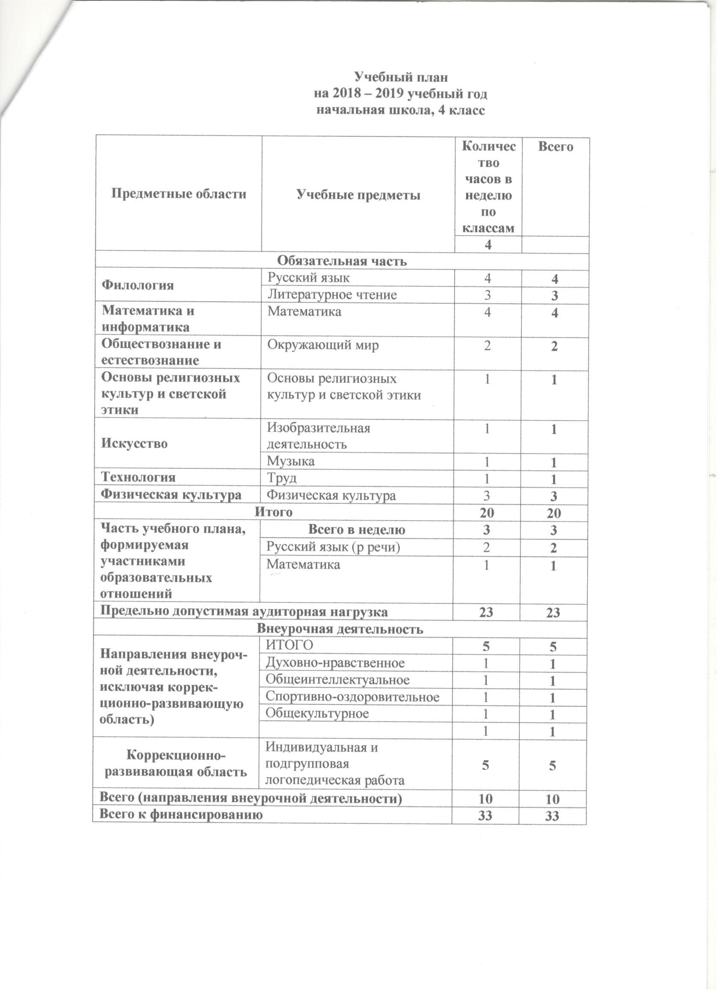 Учебный план
на 2018 – 2019 учебный год
начальная школа, 4 класс
Предметные области
Учебные предметы
Количес
тво
часов в
неделю
по
классам
Всего
4
Обязательная часть
Филология
Русский язык 4 4
Литературное чтение 3 3
Математика и
информатика
Математика 4 4
Обществознание и
естествознание
Окружающий мир 2 2
Основы религиозных
культур и светской
этики
Основы религиозных
культур и светской этики
1 1
Искусство
Изобразительная
деятельность
1 1
Музыка 1 1
Технология Труд 1 1
Физическая культура Физическая культура 3 3
Итого 20 20
Часть учебного плана,
формируемая
участниками
образовательных
отношений
Всего в неделю 3 3
Русский язык (р речи) 2 2
Математика 1 1
Предельно допустимая аудиторная нагрузка 23 23
Внеурочная деятельность
Направления внеуроч-
ной деятельности,
исключая коррек-
ционно-развивающую
область)
ИТОГО 5 5
Духовно-нравственное 1 1
Общеинтеллектуальное 1 1
Спортивно-оздоровительное 1 1
Общекультурное 1 1
1 1
Коррекционно-
развивающая область
Индивидуальная и
подгрупповая
логопедическая работа
5 5
Всего (направления внеурочной деятельности) 10 10
Всего к финансированию 33 33